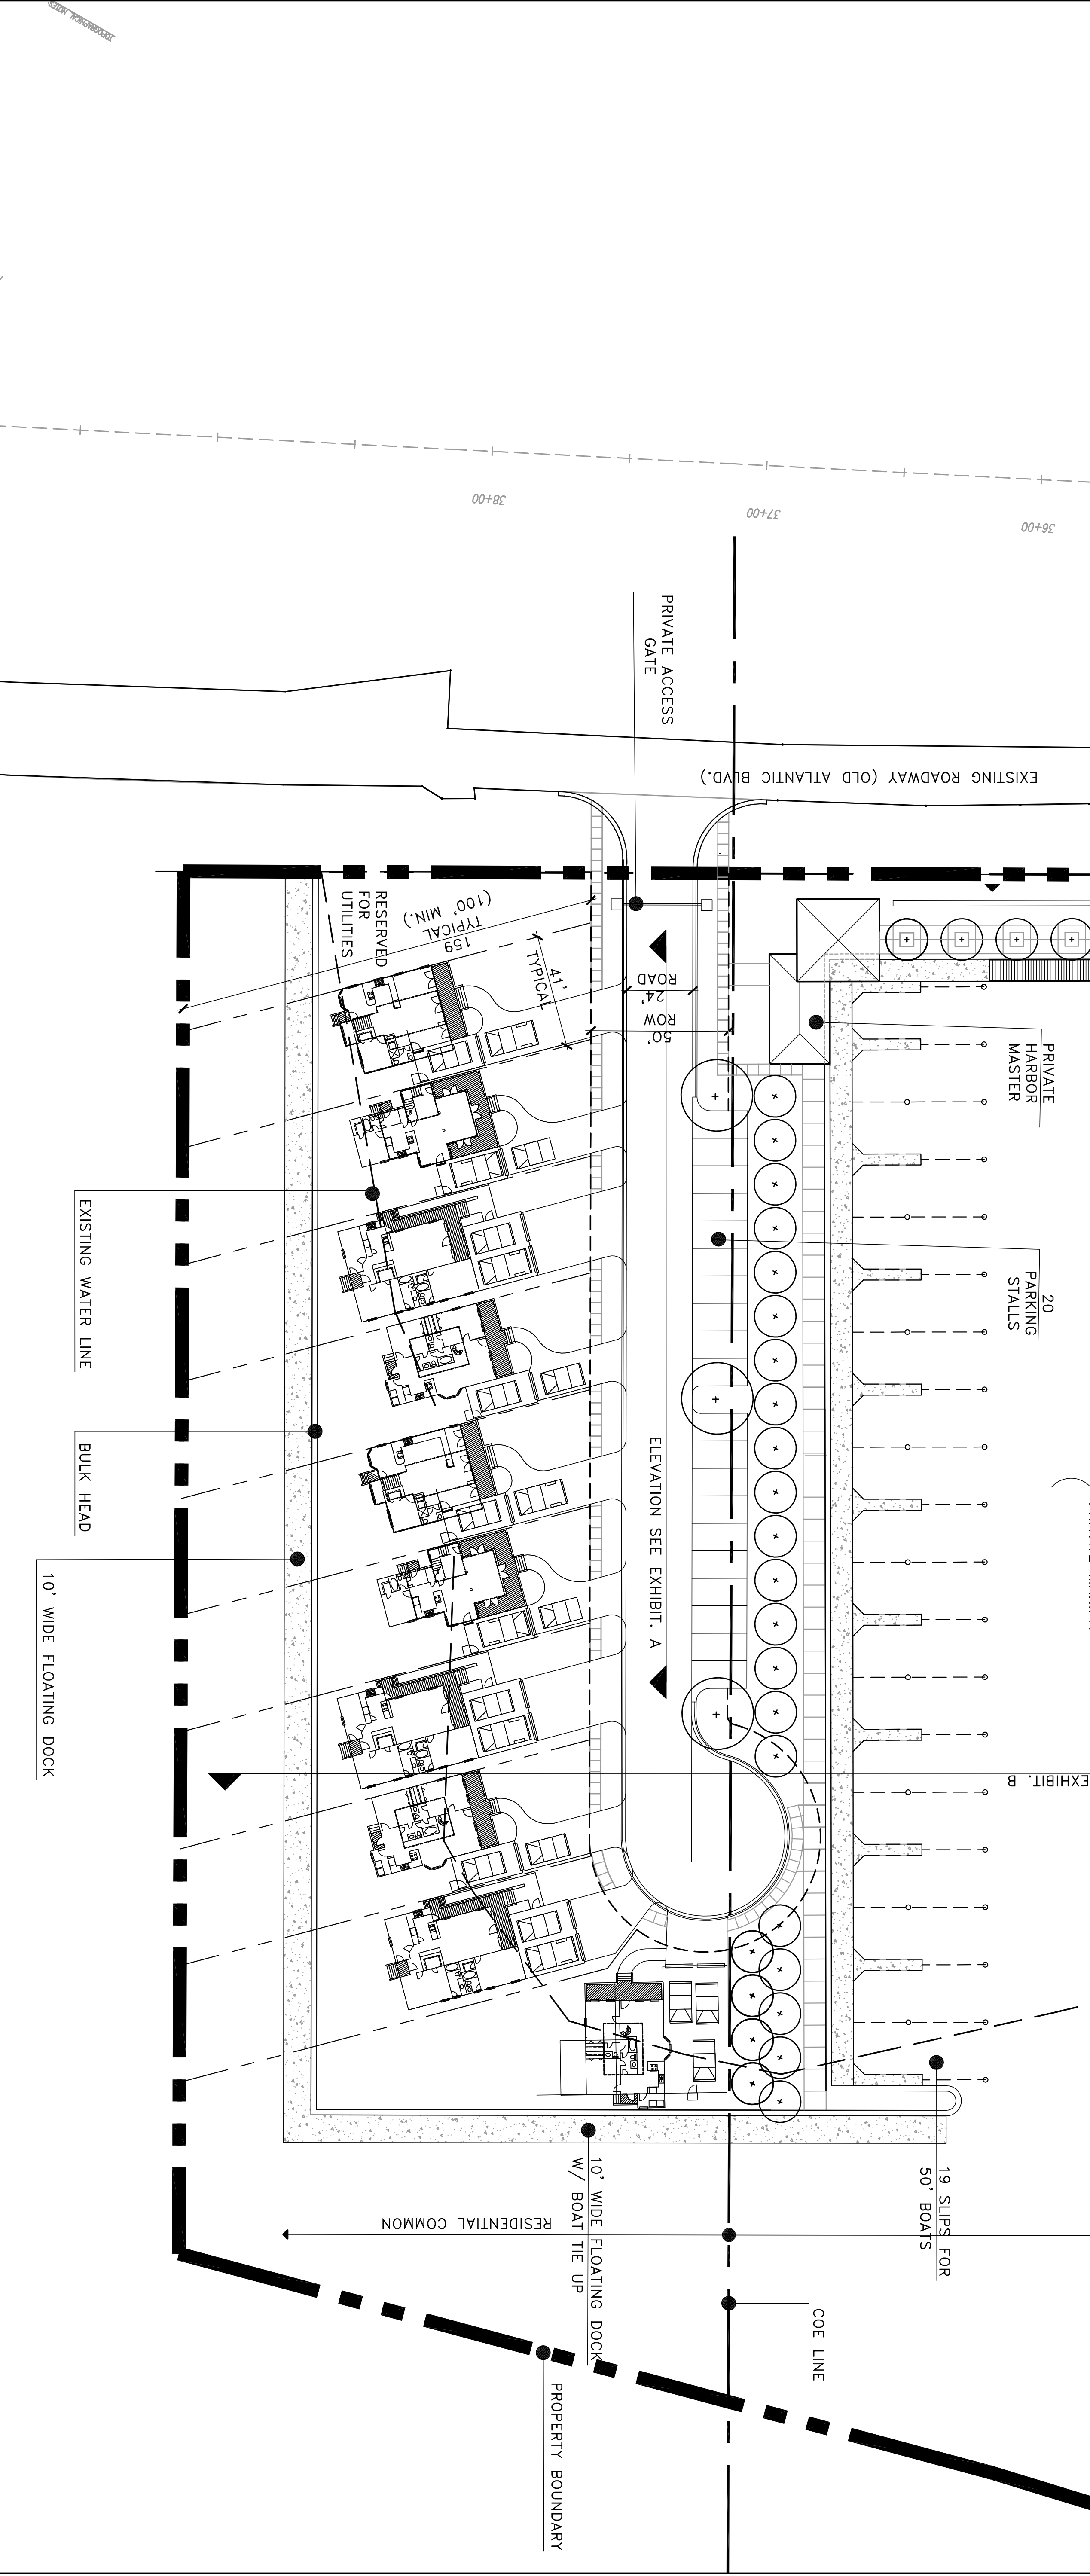 TOPOGRAPHICAL NOTES
38+00
37+00
36+00
PRIVATE ACCESS
GATE
EXISTING ROADWAY (OLD ATLANTIC BLVD.)
RESERVED
FOR
UTILITIES
159
TYPICAL
(100' MIN.)
41'
TYPICAL
24'
ROAD
50'
ROW
PRIVATE
HARBOR
MASTER
20
PARKING
STALLS
EXISTING WATER LINE
BULK HEAD
10' WIDE FLOATING DOCK
ELEVATION SEE EXHIBIT. A
EXHIBIT. B
19 SLIPS FOR
50' BOATS
10' WIDE FLOATING DOCK
W/ BOAT TIE UP
RESIDENTIAL COMMON
COE LINE
PROPERTY BOUNDARY